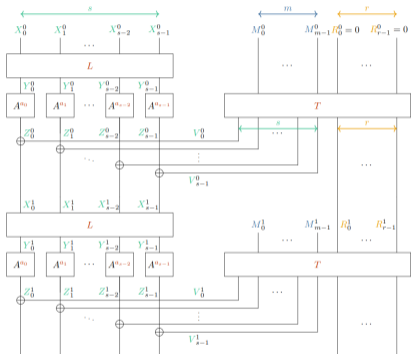 s m r
X_0^0 X_1^0 X_{s-2}^0 X_{s-1}^0 M_0^0 M_{m-1}^0 R_0^0 = 0 R_{r-1}^0 = 0
⋯ ⋯ ⋯
L
Y_0^0 Y_1^0 Y_{s-2}^0 Y_{s-1}^0
A^{a_0} A^{a_1} ⋯ A^{a_{s-2}} A^{a_{s-1}} T
Z_0^0 Z_1^0 Z_{s-2}^0 Z_{s-1}^0 V_0^0 s r
⋱ ⋮ ⋯
V_{s-1}^0
X_0^1 X_1^1 X_{s-2}^1 X_{s-1}^1
L M_0^1 M_{m-1}^1 R_0^1 R_{r-1}^1
⋯ ⋯
Y_0^1 Y_1^1 Y_{s-2}^1 Y_{s-1}^1
A^{a_0} A^{a_1} ⋯ A^{a_{s-2}} A^{a_{s-1}} T
Z_0^1 Z_1^1 Z_{s-2}^1 Z_{s-1}^1 V_0^1 ⋯
⋱ ⋮ ⋯
V_{s-1}^1